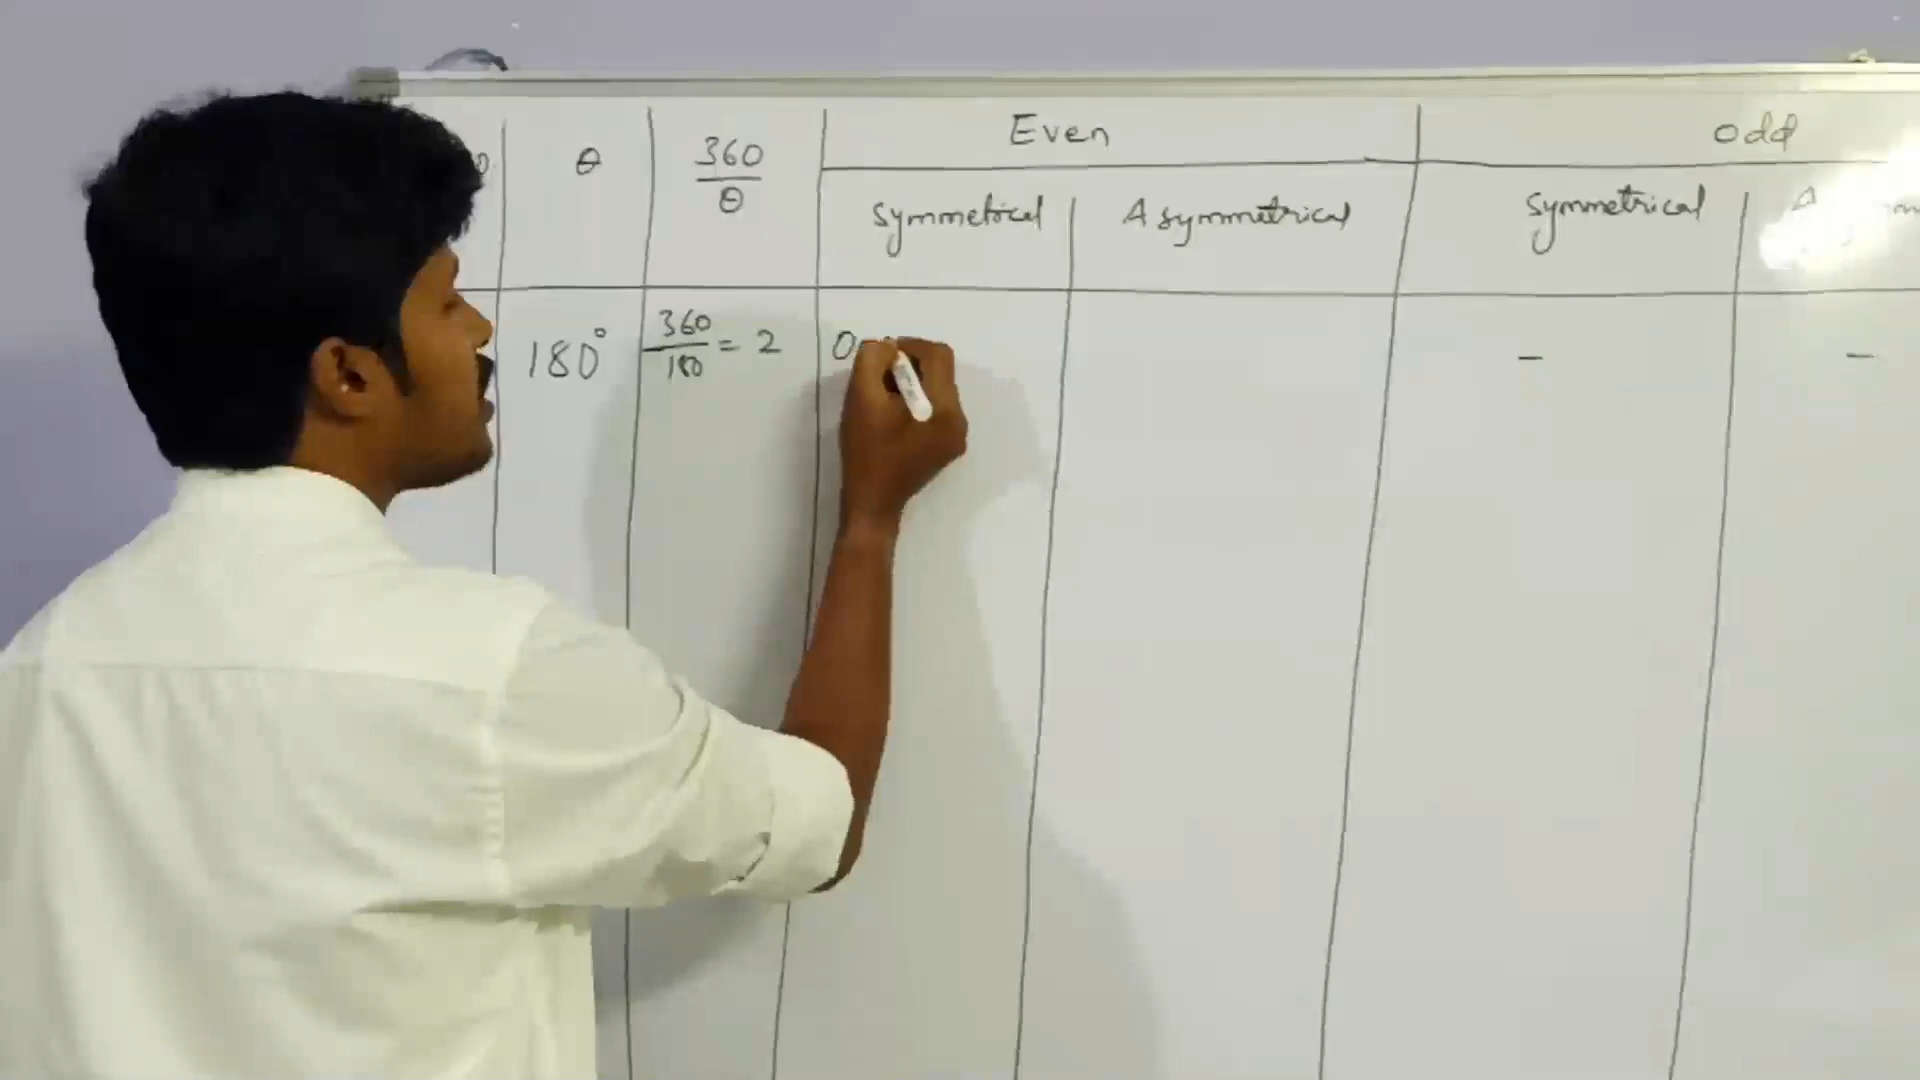 θ
360
θ
Even
Odd
Symmetrical
Asymmetrical
Symmetrical
180°
360
180
= 2
—
—